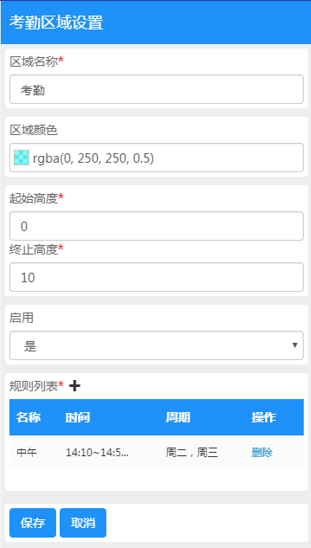 考勤区域设置
区域名称*
考勤
区域颜色
rgba(0, 250, 250, 0.5)
起始高度*
0
终止高度*
10
启用
是
规则列表* +
名称 时间 周期 操作
中午 14:10~14:5... 周二，周三 删除
保存 取消